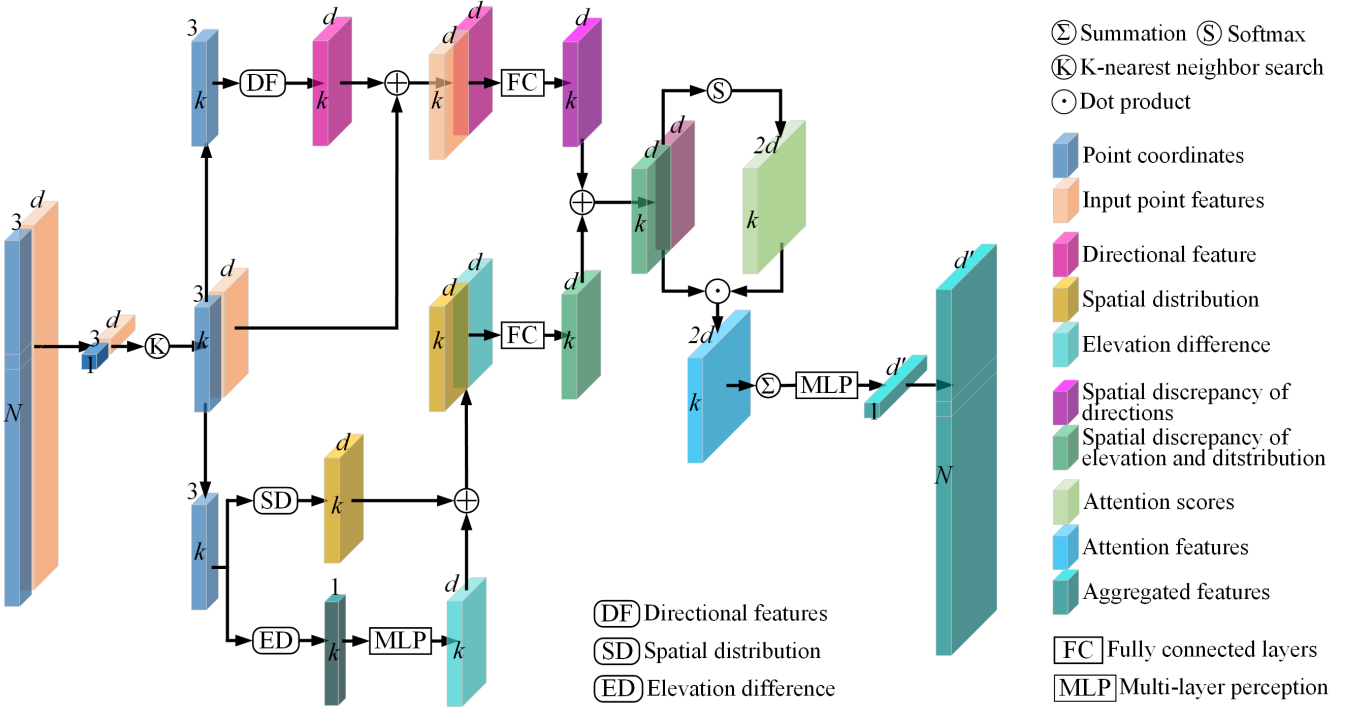 3
d
N
3
d
1
K
3
d
k
3
k
DF
d
k
d
k
FC
d
k
3
k
SD
d
k
ED
1
k
MLP
d
k
d
d
k
FC
d
k
d
d
k
S
2d
k
2d
k
Σ
MLP
d'
1
d'
N
DF Directional features
SD Spatial distribution
ED Elevation difference
Σ Summation S Softmax
K K-nearest neighbor search
Dot product
Point coordinates
Input point features
Directional feature
Spatial distribution
Elevation difference
Spatial discrepancy of
directions
Spatial discrepancy of
elevation and ditstribution
Attention scores
Attention features
Aggregated features
FC Fully connected layers
MLP Multi-layer perception